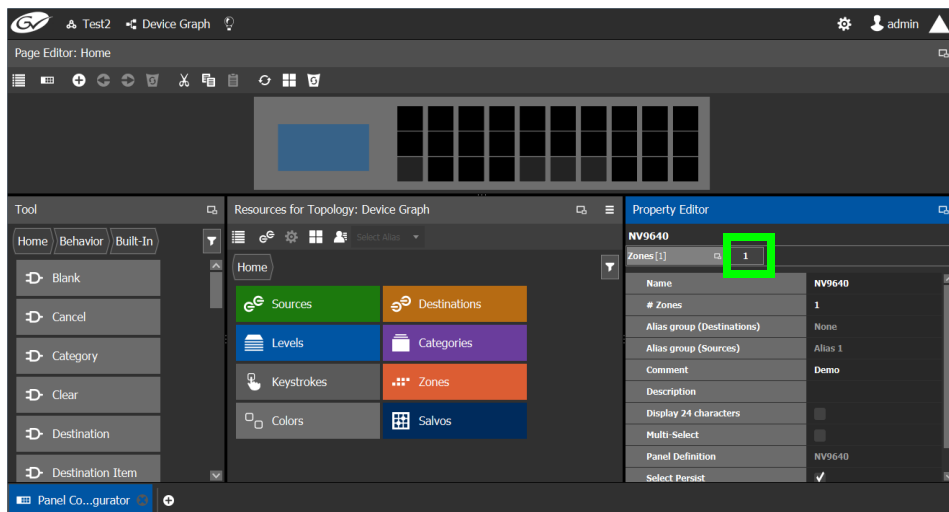 GV Test2 Device Graph admin
Page Editor: Home
Tool
Home Behavior Built-In
Blank
Cancel
Category
Clear
Destination
Destination Item
Resources for Topology: Device Graph
Select Alias
Home
Sources Destinations
Levels Categories
Keystrokes Zones
Colors Salvos
Property Editor
NV9640
Zones [1] 1
Name NV9640
# Zones 1
Alias group (Destinations) None
Alias group (Sources) Alias 1
Comment Demo
Description
Display 24 characters
Multi-Select
Panel Definition NV9640
Select Persist
Panel Co...gurator